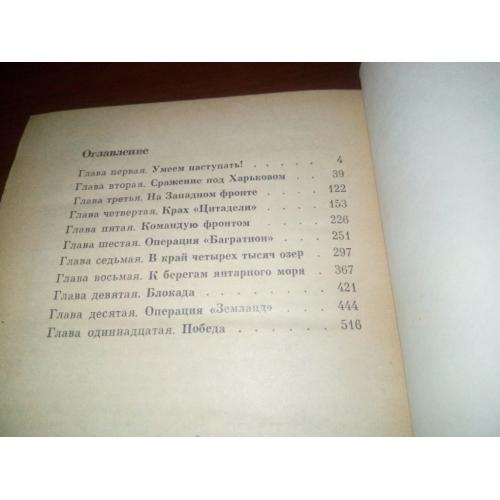 Оглавление
Глава первая. Умеем наступать! . . . . . 4
Глава вторая. Сражение под Харьковом . . 39
Глава третья. На Западном фронте . . . . 122
Глава четвертая. Крах «Цитадели» . . . . 153
Глава пятая. Командую фронтом . . . . . 226
Глава шестая. Операция «Багратион» . . . 251
Глава седьмая. В край четырех тысяч озер . 297
Глава восьмая. К берегам янтарного моря . 367
Глава девятая. Блокада . . . . . . . . 421
Глава десятая. Операция «Земланд» . . . . 444
Глава одиннадцатая. Победа . . . . . . . 516